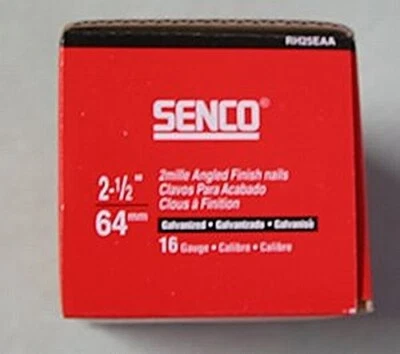 RH25EAA
SENCO®
2-1/2"
64mm
2mille Angled Finish nails
Clavos Para Acabado
Clous à Finition
Galvanized • Galvanizado • Galvanisé
16 Gauge • Calibre • Calibre